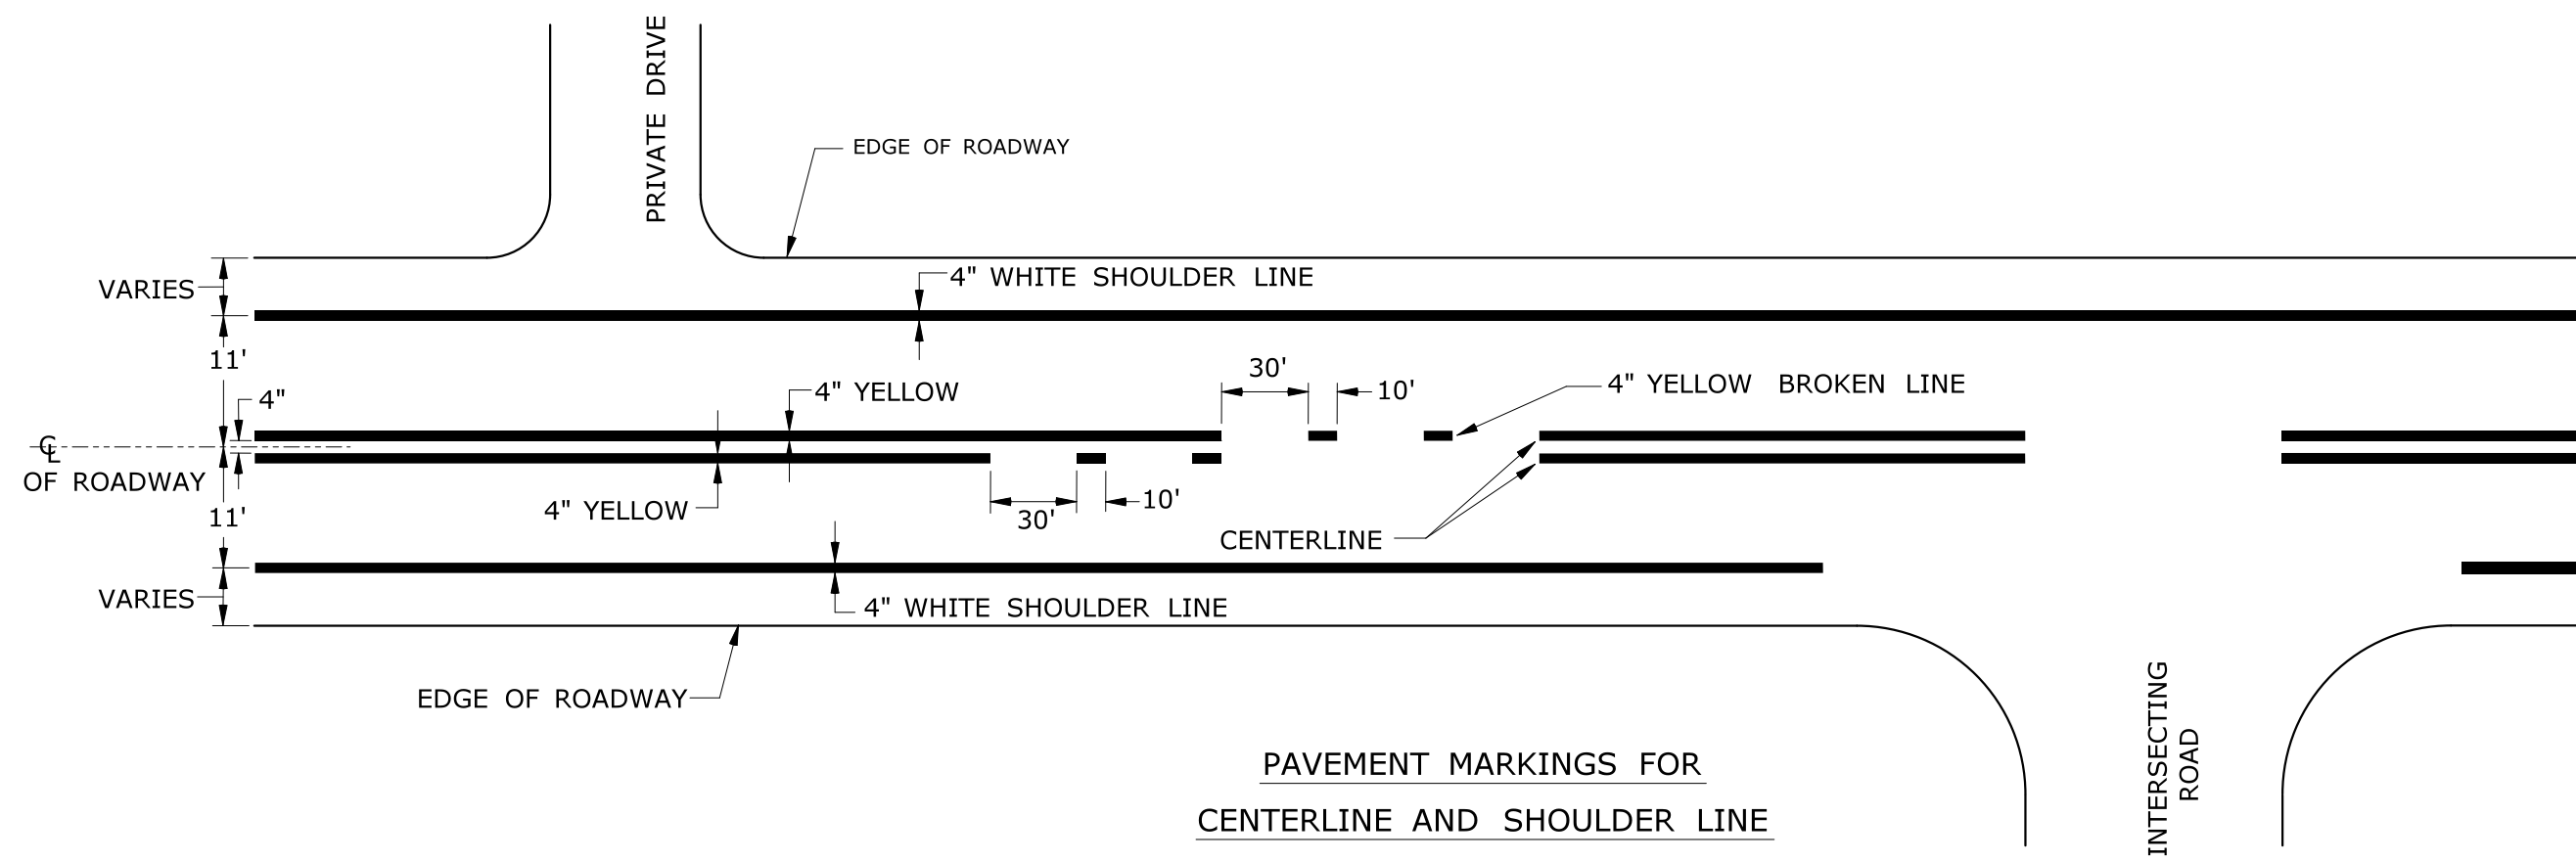 PRIVATE DRIVE
EDGE OF ROADWAY
4" WHITE SHOULDER LINE
VARIES
11'
30'
10'
4" YELLOW BROKEN LINE
4" YELLOW
4"
CL
OF ROADWAY
11'
4" YELLOW
30'
10'
CENTERLINE
VARIES
4" WHITE SHOULDER LINE
EDGE OF ROADWAY
INTERSECTING
ROAD
PAVEMENT MARKINGS FOR
CENTERLINE AND SHOULDER LINE